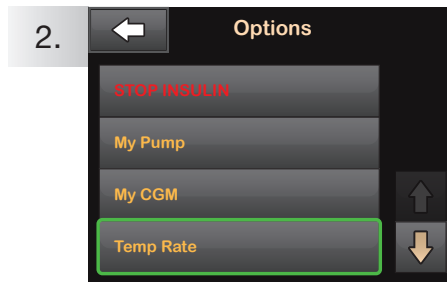 2.
Options
STOP INSULIN
My Pump
My CGM
Temp Rate